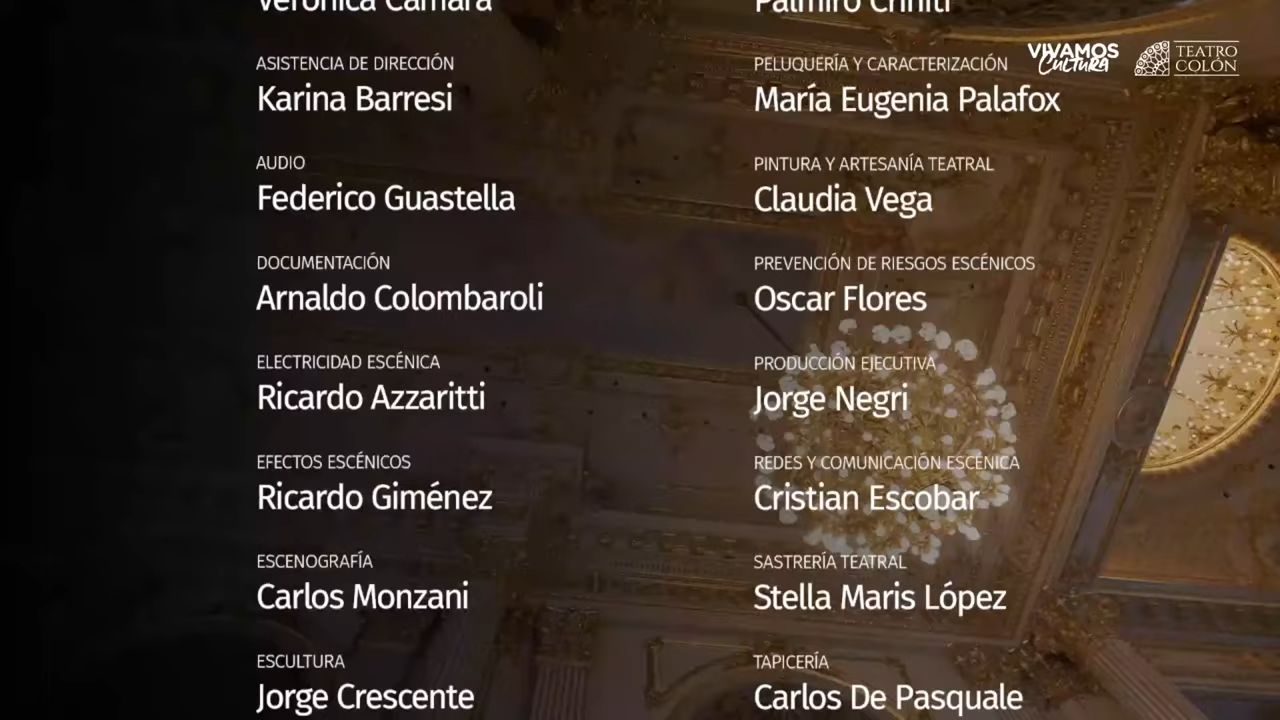 Verónica Cámara
ASISTENCIA DE DIRECCIÓN
Karina Barresi
AUDIO
Federico Guastella
DOCUMENTACIÓN
Arnaldo Colombaroli
ELECTRICIDAD ESCÉNICA
Ricardo Azzaritti
EFECTOS ESCÉNICOS
Ricardo Giménez
ESCENOGRAFÍA
Carlos Monzani
ESCULTURA
Jorge Crescente
Palmiro
PELUQUERÍA Y CARACTERIZACIÓN
María Eugenia Palafox
PINTURA Y ARTESANÍA TEATRAL
Claudia Vega
PREVENCIÓN DE RIESGOS ESCÉNICOS
Oscar Flores
PRODUCCIÓN EJECUTIVA
Jorge Negri
REDES Y COMUNICACIÓN ESCÉNICA
Cristian Escobar
SASTRERÍA TEATRAL
Stella Maris López
TAPICERÍA
Carlos De Pasquale
VIVAMOS
CULTURA
TEATRO
COLÓN